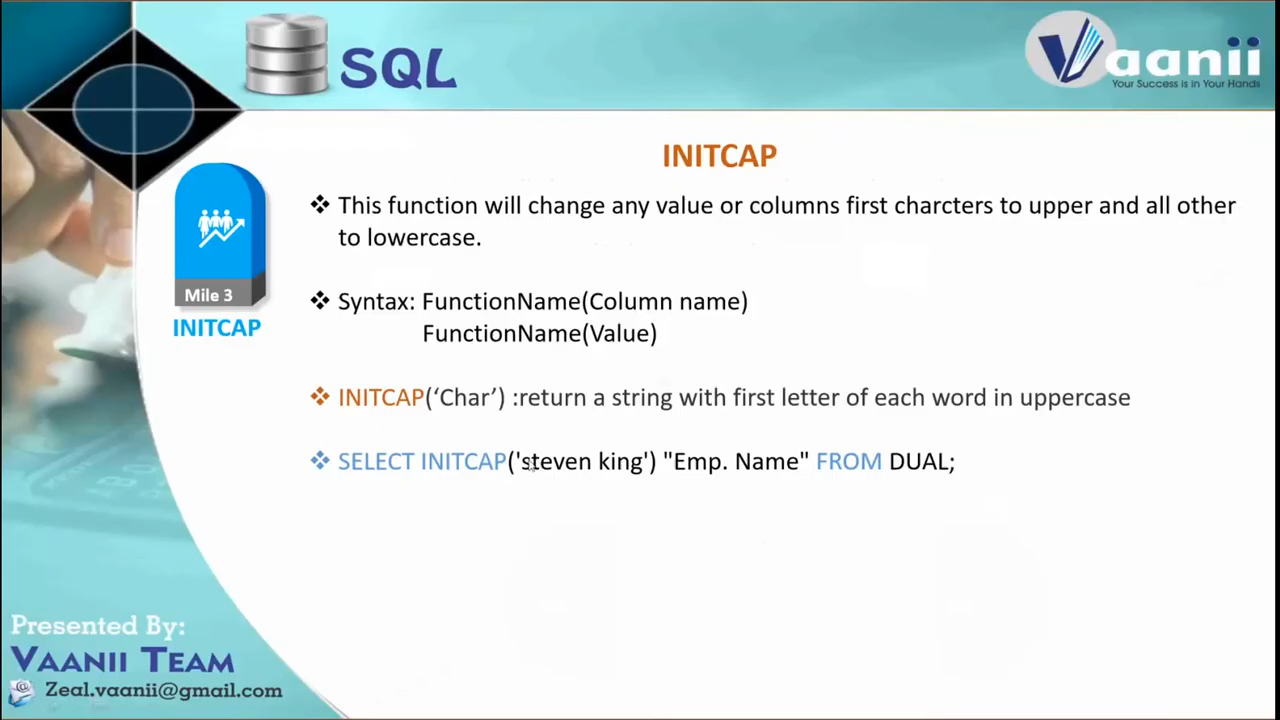 SQL
Vaanii
Your Success is in Your Hands
INITCAP
❖ This function will change any value or columns first charcters to upper and all other
to lowercase.
Mile 3
INITCAP
❖ Syntax: FunctionName(Column name)
FunctionName(Value)
❖ INITCAP(‘Char’) :return a string with first letter of each word in uppercase
❖ SELECT INITCAP('steven king') "Emp. Name" FROM DUAL;
Presented By:
VAANII TEAM
Zeal.vaanii@gmail.com